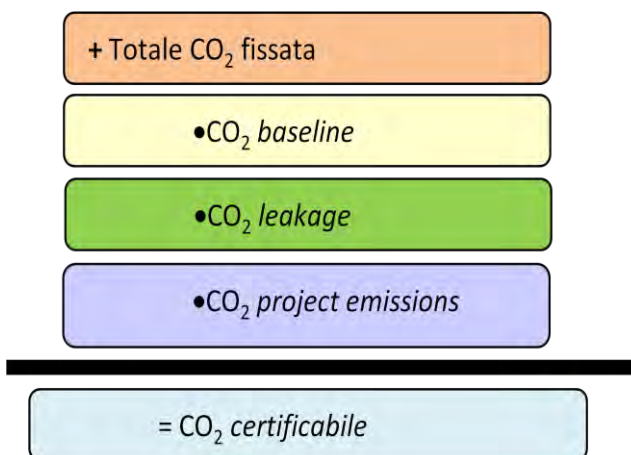 + Totale CO₂ fissata
•CO₂ baseline
•CO₂ leakage
•CO₂ project emissions
= CO₂ certificabile